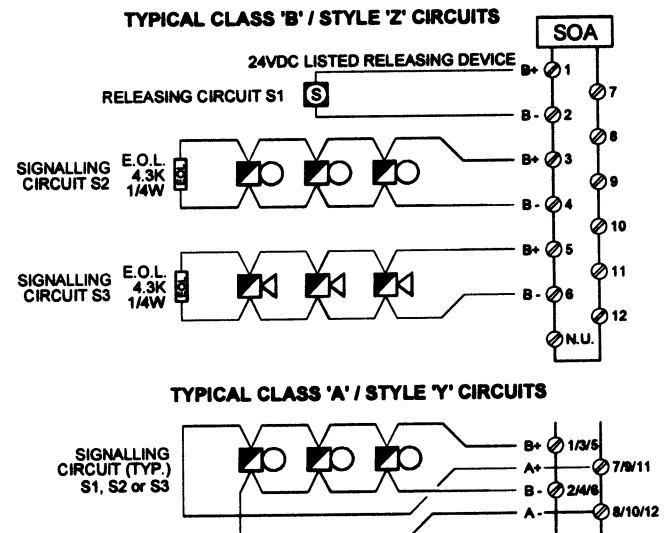 TYPICAL CLASS 'B' / STYLE 'Z' CIRCUITS
SOA
24VDC LISTED RELEASING DEVICE
B+ 1
7
RELEASING CIRCUIT S1
S
B - 2
8
SIGNALLING CIRCUIT S2
E.O.L. 4.3K 1/4W
EOL
B+ 3
9
B - 4
10
SIGNALLING CIRCUIT S3
E.O.L. 4.3K 1/4W
EOL
B+ 5
11
B - 6
12
N.U.
TYPICAL CLASS 'A' / STYLE 'Y' CIRCUITS
SIGNALLING
CIRCUIT (TYP.)
S1, S2 or S3
B+ 1/3/5
A+ 7/9/11
B - 2/4/6
A - 8/10/12